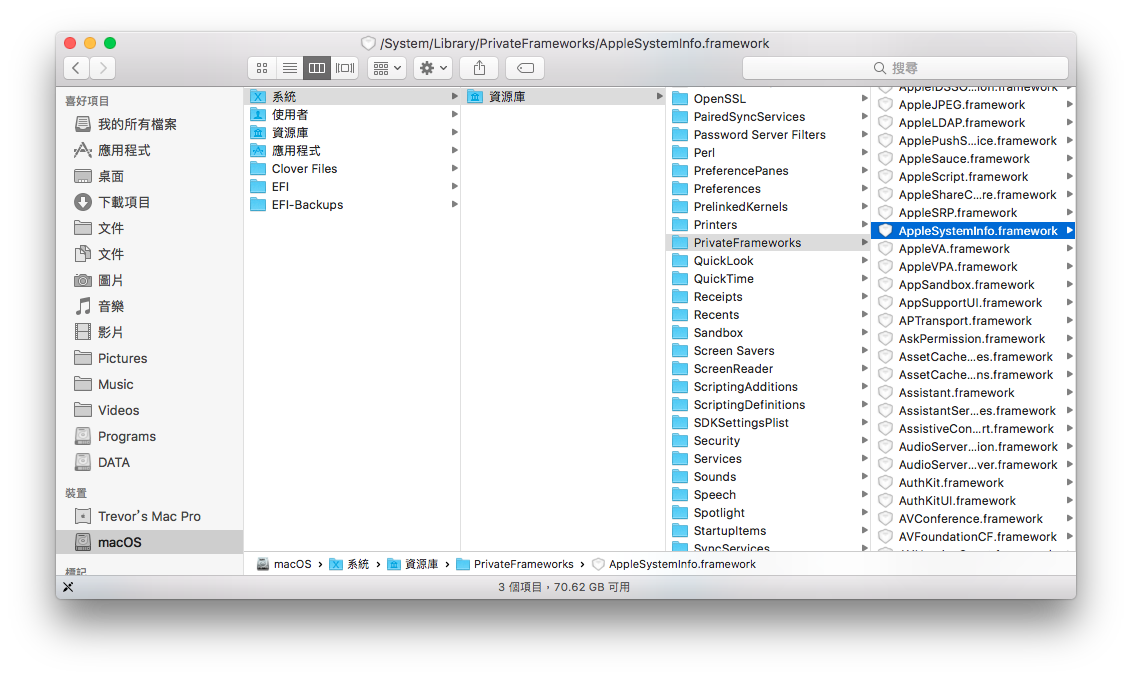 /System/Library/PrivateFrameworks/AppleSystemInfo.framework
搜尋
喜好項目
我的所有檔案
應用程式
桌面
下載項目
文件
文件
圖片
音樂
影片
Pictures
Music
Videos
Programs
DATA
裝置
Trevor's Mac Pro
macOS
標記
系統
使用者
資源庫
應用程式
Clover Files
EFI
EFI-Backups
資源庫
OpenSSL
PairedSyncServices
Password Server Filters
Perl
PreferencePanes
Preferences
PrelinkedKernels
Printers
PrivateFrameworks
QuickLook
QuickTime
Receipts
Recents
Sandbox
Screen Savers
ScreenReader
ScriptingAdditions
ScriptingDefinitions
SDKSettingsPlist
Security
Services
Sounds
Speech
Spotlight
StartupItems
SyncServices
AppleIDSSO...ion.framework
AppleJPEG.framework
AppleLDAP.framework
ApplePushS...ice.framework
AppleSauce.framework
AppleScript.framework
AppleShareC...re.framework
AppleSRP.framework
AppleSystemInfo.framework
AppleVA.framework
AppleVPA.framework
AppSandbox.framework
AppSupportUI.framework
APTransport.framework
AskPermission.framework
AssetCache...es.framework
AssetCache...ns.framework
Assistant.framework
AssistantSer...es.framework
AssistiveCon...rt.framework
AudioServer...ion.framework
AudioServer...ver.framework
AuthKit.framework
AuthKitUI.framework
AVConference.framework
AVFoundationCF.framework
macOS › 系統 › 資源庫 › PrivateFrameworks › AppleSystemInfo.framework
3 個項目，70.62 GB 可用